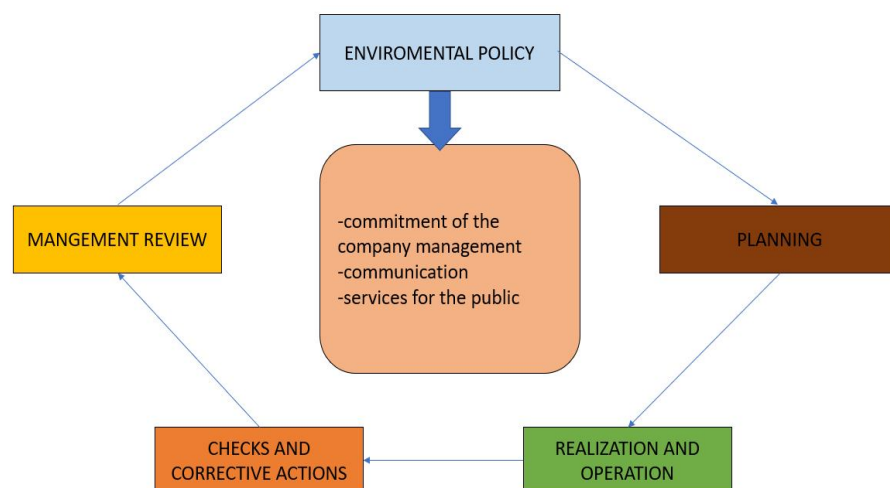 ENVIROMENTAL POLICY
-commitment of the
company management
-communication
-services for the public
MANGEMENT REVIEW
PLANNING
CHECKS AND
CORRECTIVE ACTIONS
REALIZATION AND
OPERATION